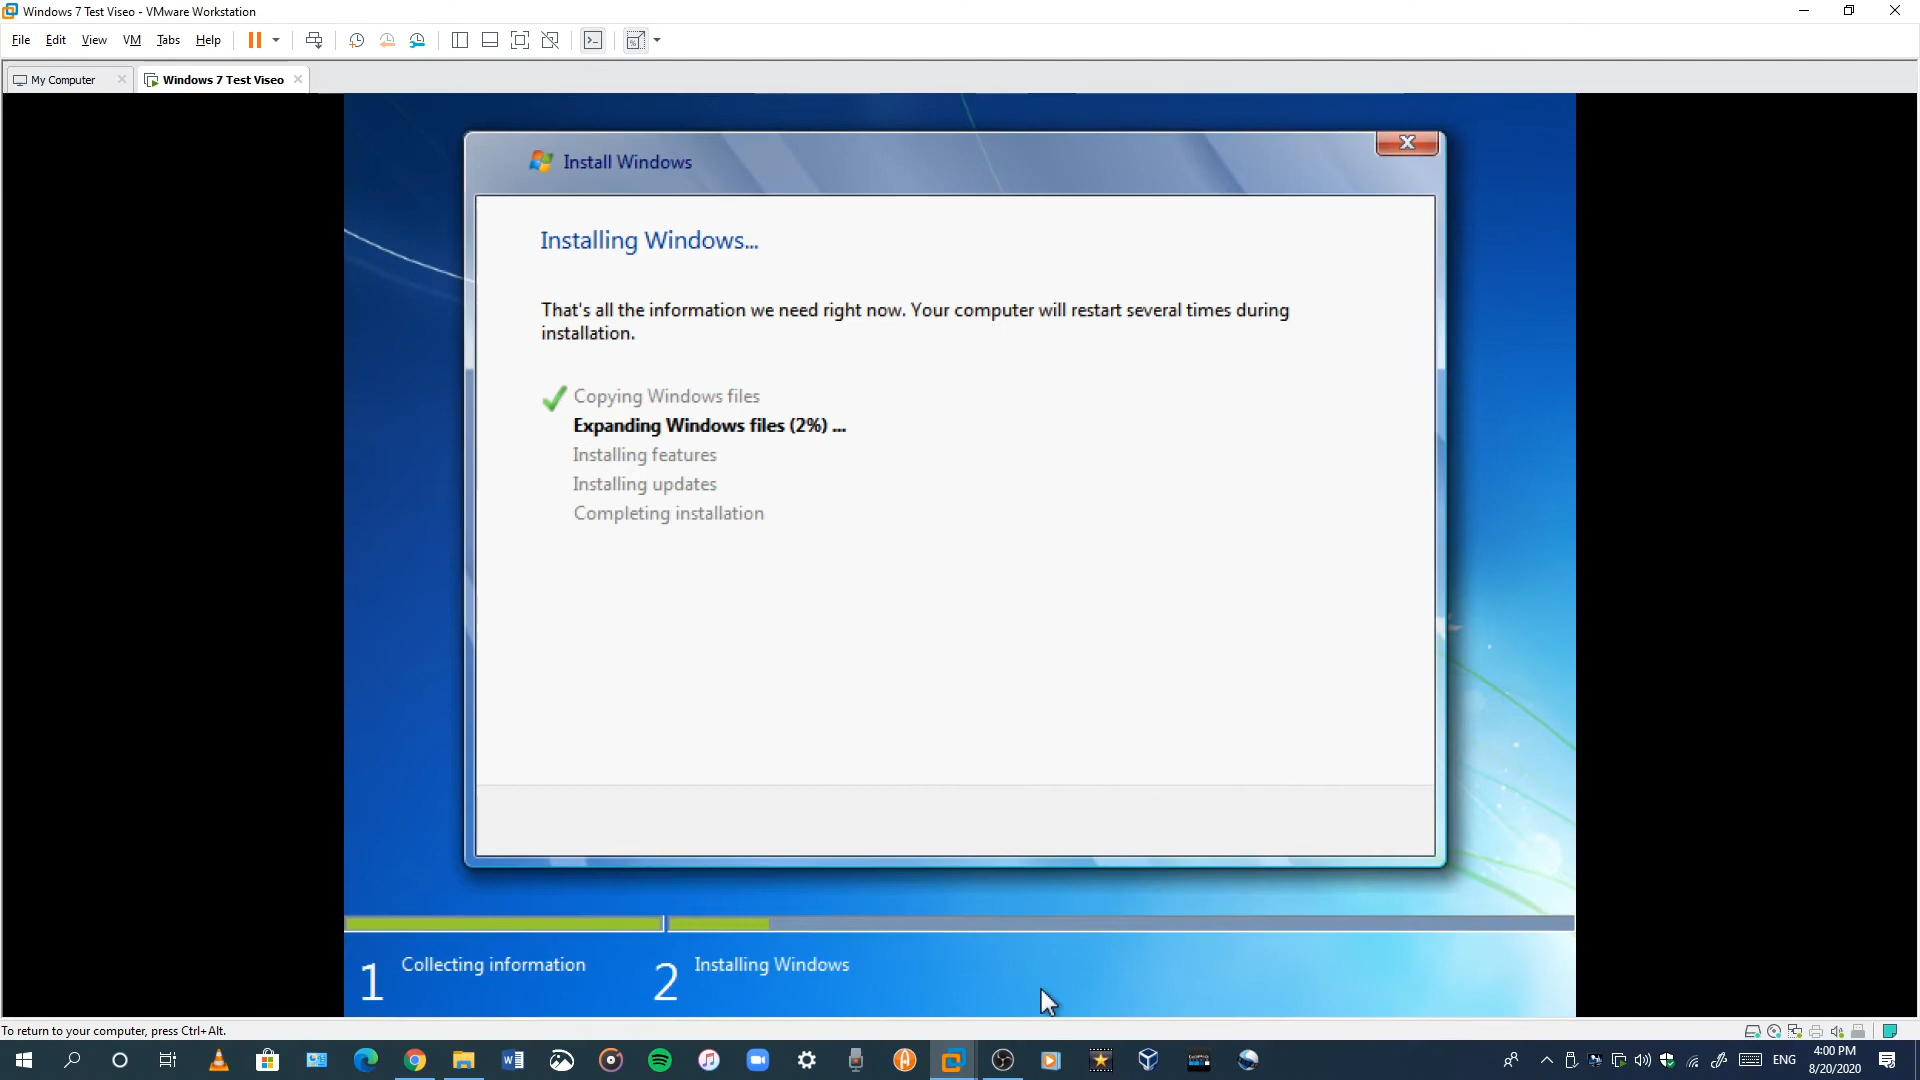 Windows 7 Test Viseo - VMware Workstation
File Edit View VM Tabs Help
My Computer
Windows 7 Test Viseo
Install Windows
Installing Windows...
That's all the information we need right now. Your computer will restart several times during
installation.
Copying Windows files
Expanding Windows files (2%) ...
Installing features
Installing updates
Completing installation
1 Collecting information
2 Installing Windows
To return to your computer, press Ctrl+Alt.
ENG
4:00 PM
8/20/2020